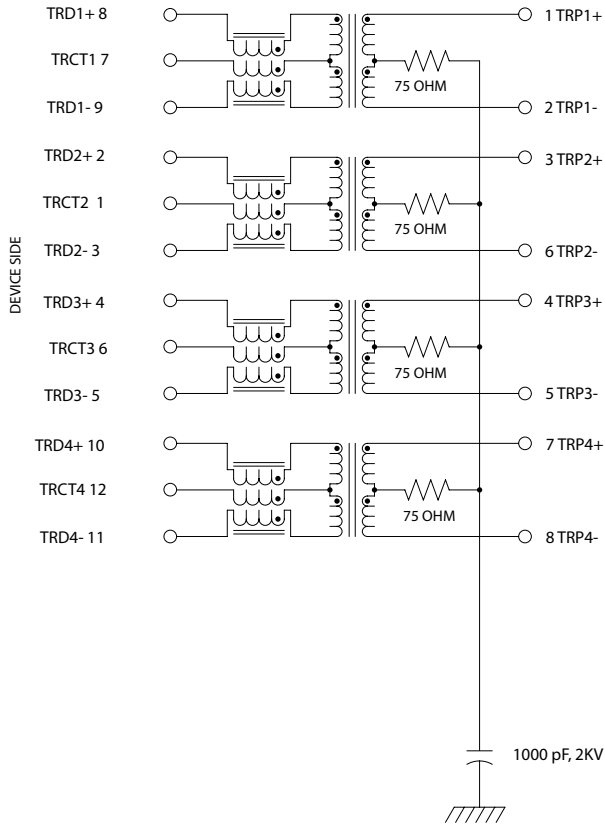 TRD1+ 8
1 TRP1+
TRCT1 7
75 OHM
TRD1- 9
2 TRP1-
TRD2+ 2
3 TRP2+
TRCT2 1
75 OHM
TRD2- 3
6 TRP2-
DEVICE SIDE
TRD3+ 4
4 TRP3+
TRCT3 6
75 OHM
TRD3- 5
5 TRP3-
TRD4+ 10
7 TRP4+
TRCT4 12
75 OHM
TRD4- 11
8 TRP4-
1000 pF, 2KV